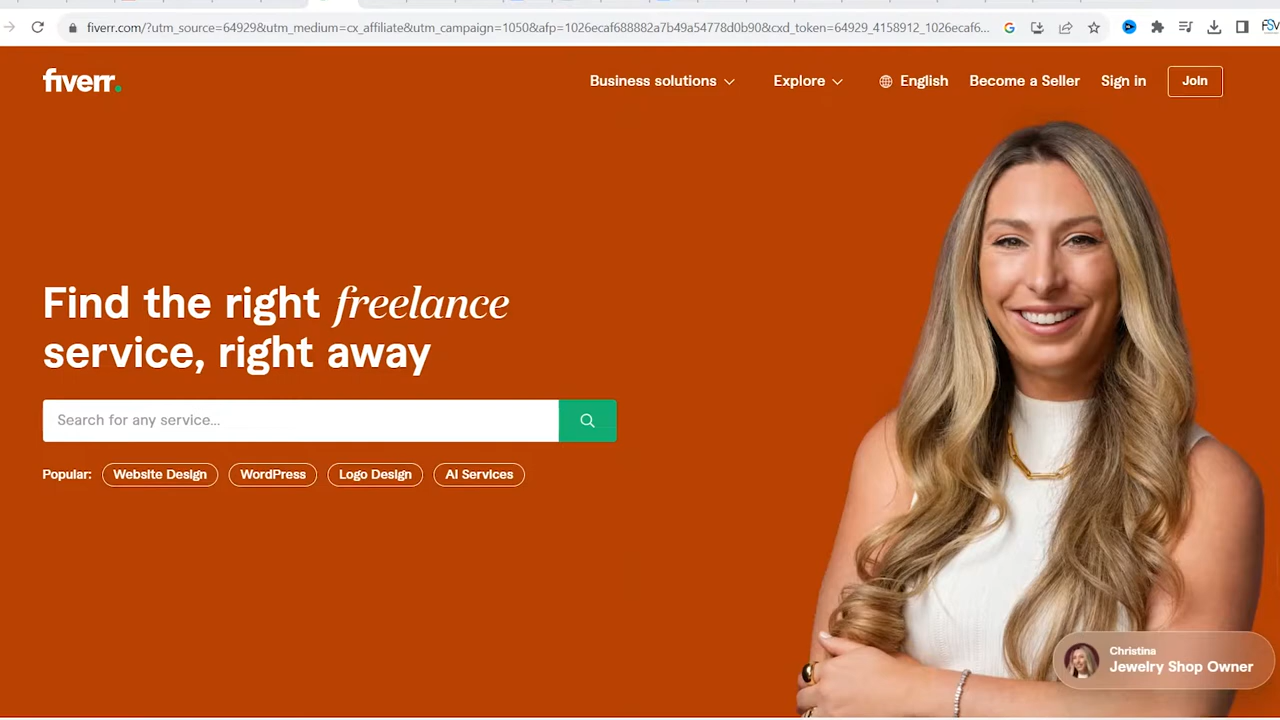 fiverr.com/?utm_source=64929&utm_medium=cx_affiliate&utm_campaign=1050&afp=1026ecaf688882a7b49a54778d0b90&cxd_token=64929_4158912_1026ecaf6...
fiverr.
Business solutions
Explore
English
Become a Seller
Sign in
Join
Find the right freelance
service, right away
Search for any service...
Popular:
Website Design
WordPress
Logo Design
AI Services
Christina
Jewelry Shop Owner